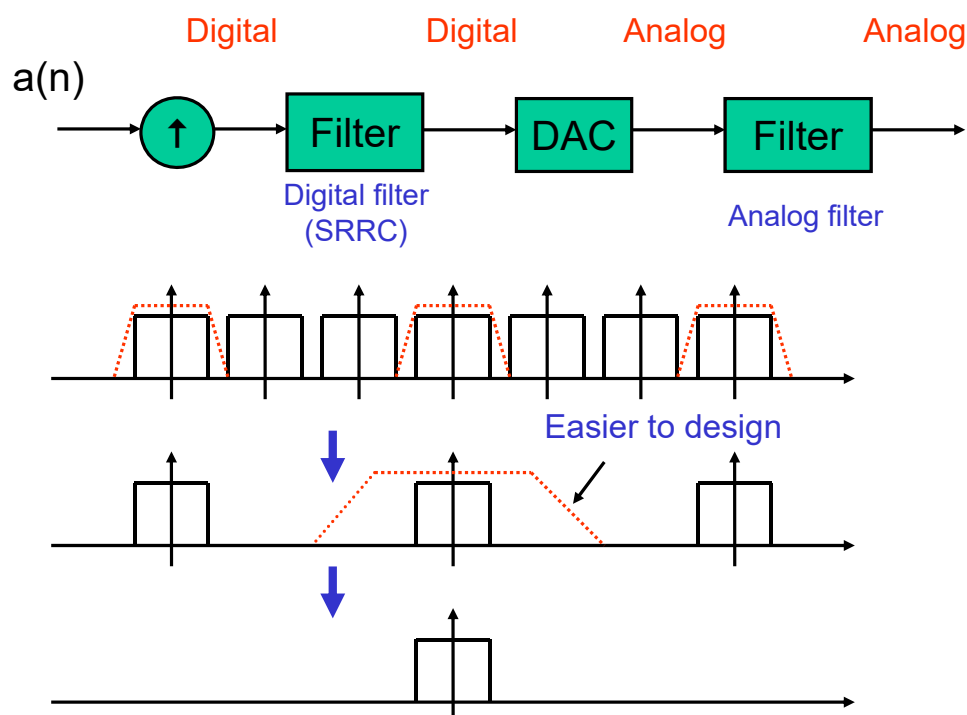 Digital Digital Analog Analog
a(n)
↑ Filter DAC Filter
Digital filter
(SRRC)
Analog filter
Easier to design